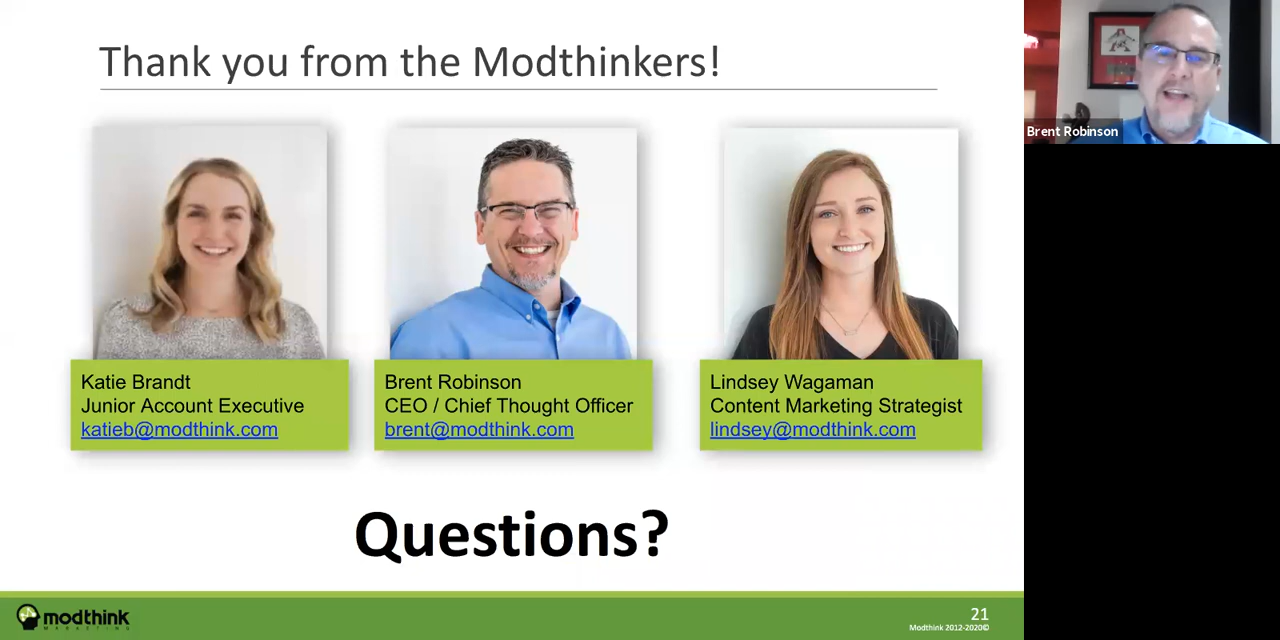 Thank you from the Modthinkers!
Brent Robinson
Katie Brandt
Junior Account Executive
katieb@modthink.com
Brent Robinson
CEO / Chief Thought Officer
brent@modthink.com
Lindsey Wagaman
Content Marketing Strategist
lindsey@modthink.com
Questions?
modthink
MARKETING
21
Modthink 2012-2020©